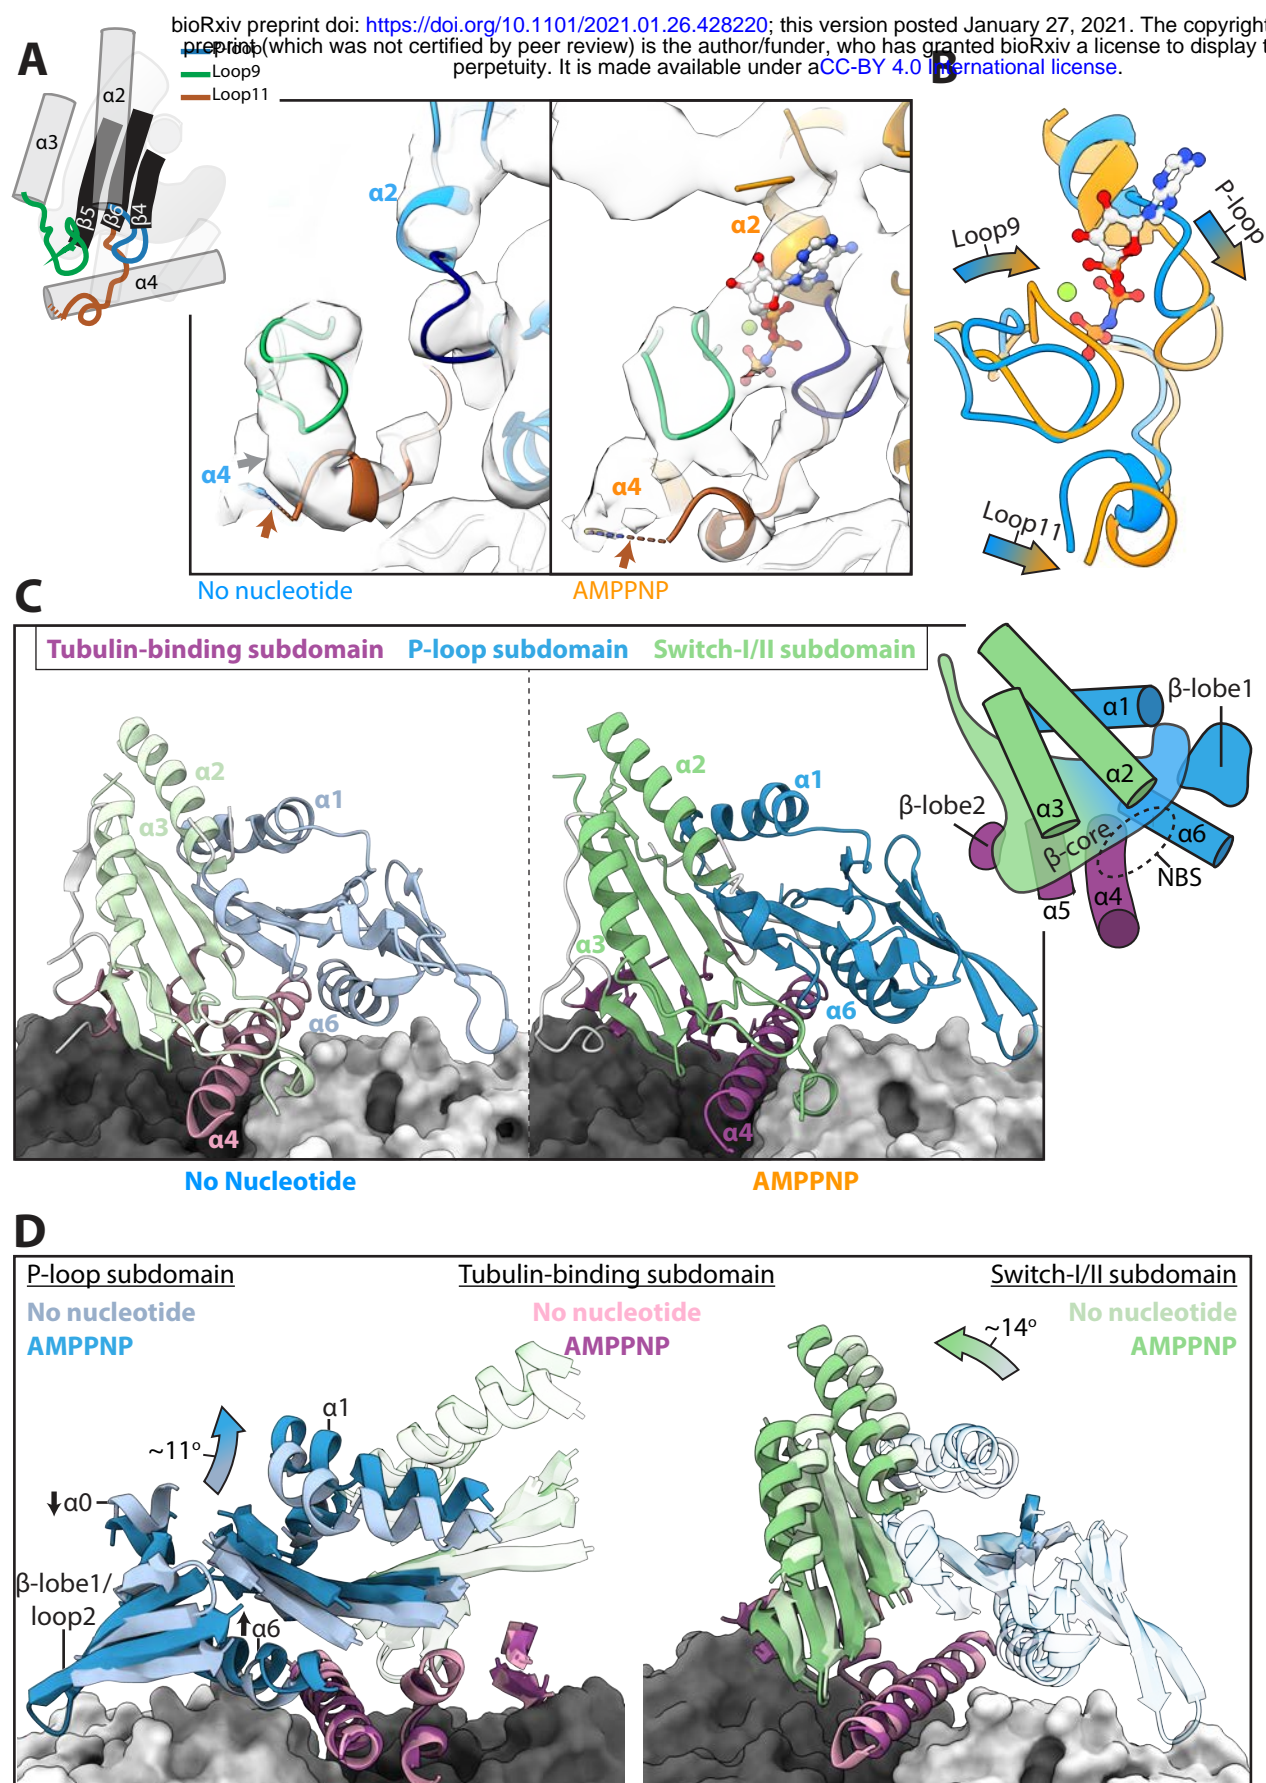 bioRxiv preprint doi: https://doi.org/10.1101/2021.01.26.428220; this version posted January 27, 2021. The copyright
preprint (which was not certified by peer review) is the author/funder, who has granted bioRxiv a license to display
perpetuity. It is made available under aCC-BY 4.0 International license.
A
P-loop
Loop9
Loop11
α2
α3
β5
β6
β4
α4
α2
α4
No nucleotide
α2
α4
AMPPNP
B
Loop9
P-loop
Loop11
C
Tubulin-binding subdomain P-loop subdomain Switch-I/II subdomain
α2
α1
α3
α6
α4
No Nucleotide
α2
α1
α3
α6
α4
AMPPNP
β-lobe1
α1
α2
β-lobe2
α3
β-core
α6
NBS
α5
α4
D
P-loop subdomain
No nucleotide
AMPPNP
Tubulin-binding subdomain
No nucleotide
AMPPNP
Switch-I/II subdomain
No nucleotide
AMPPNP
~14°
α1
~11°
α0
β-lobe1/
loop2
α6